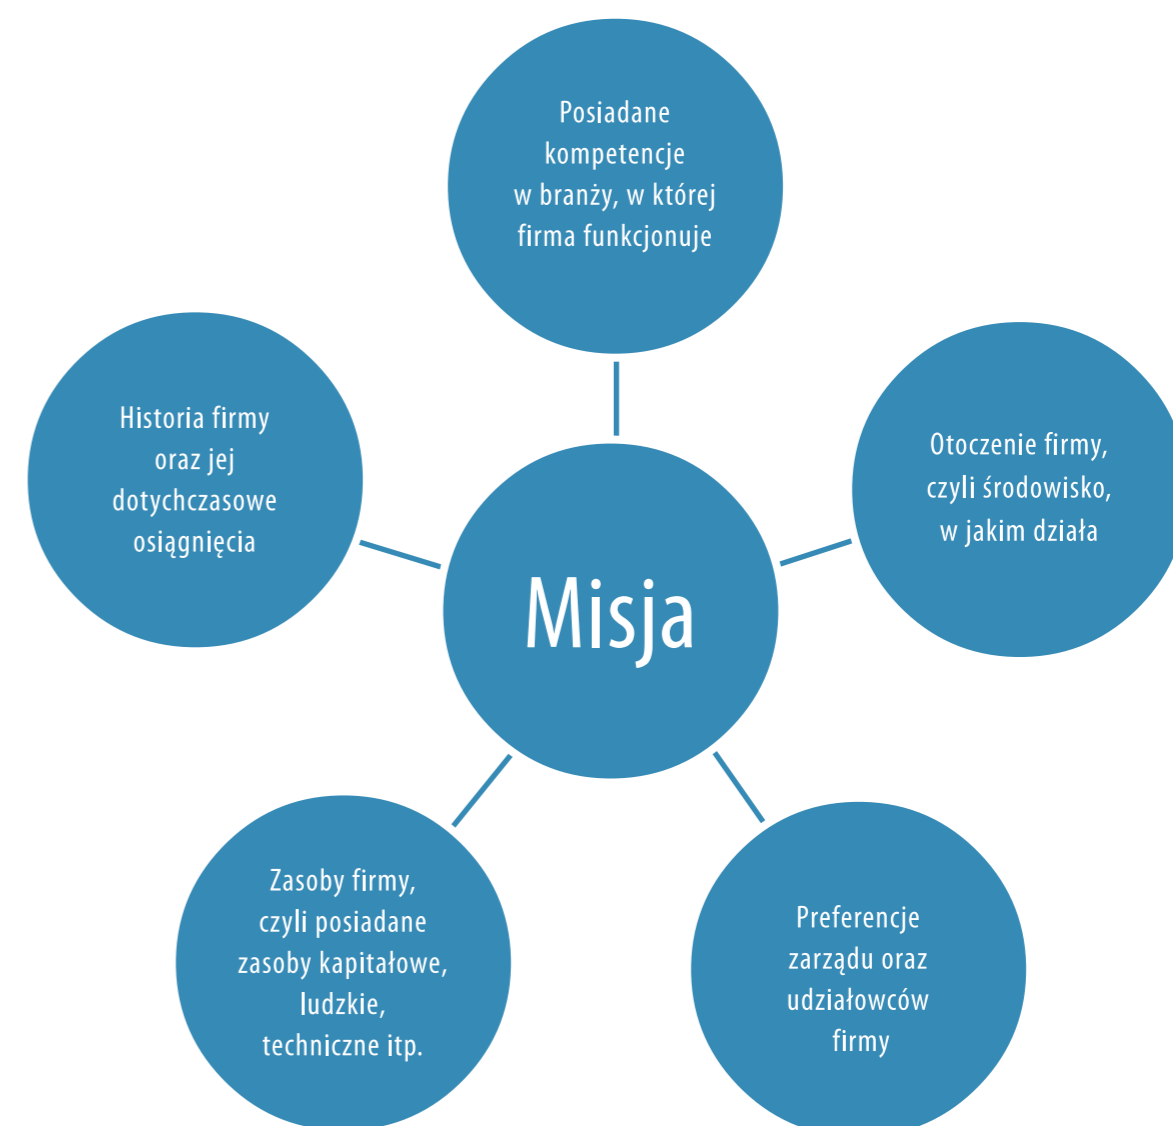 Posiadane
kompetencje
w branży, w której
firma funkcjonuje
Historia firmy
oraz jej
dotychczasowe
osiągnięcia
Otoczenie firmy,
czyli środowisko,
w jakim działa
Misja
Zasoby firmy,
czyli posiadane
zasoby kapitałowe,
ludzkie,
techniczne itp.
Preferencje
zarządu oraz
udziałowców
firmy